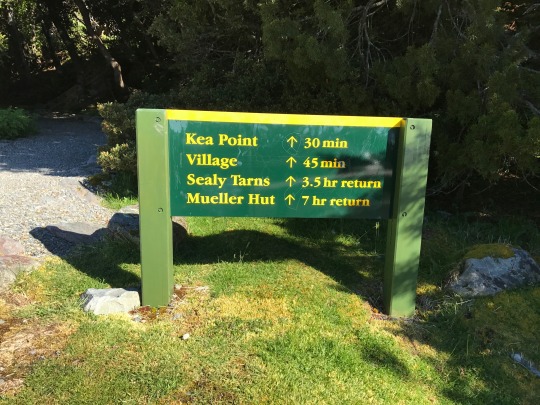 Kea Point ↑ 30 min
Village ↑ 45 min
Sealy Tarns ↑ 3.5 hr return
Mueller Hut ↑ 7 hr return